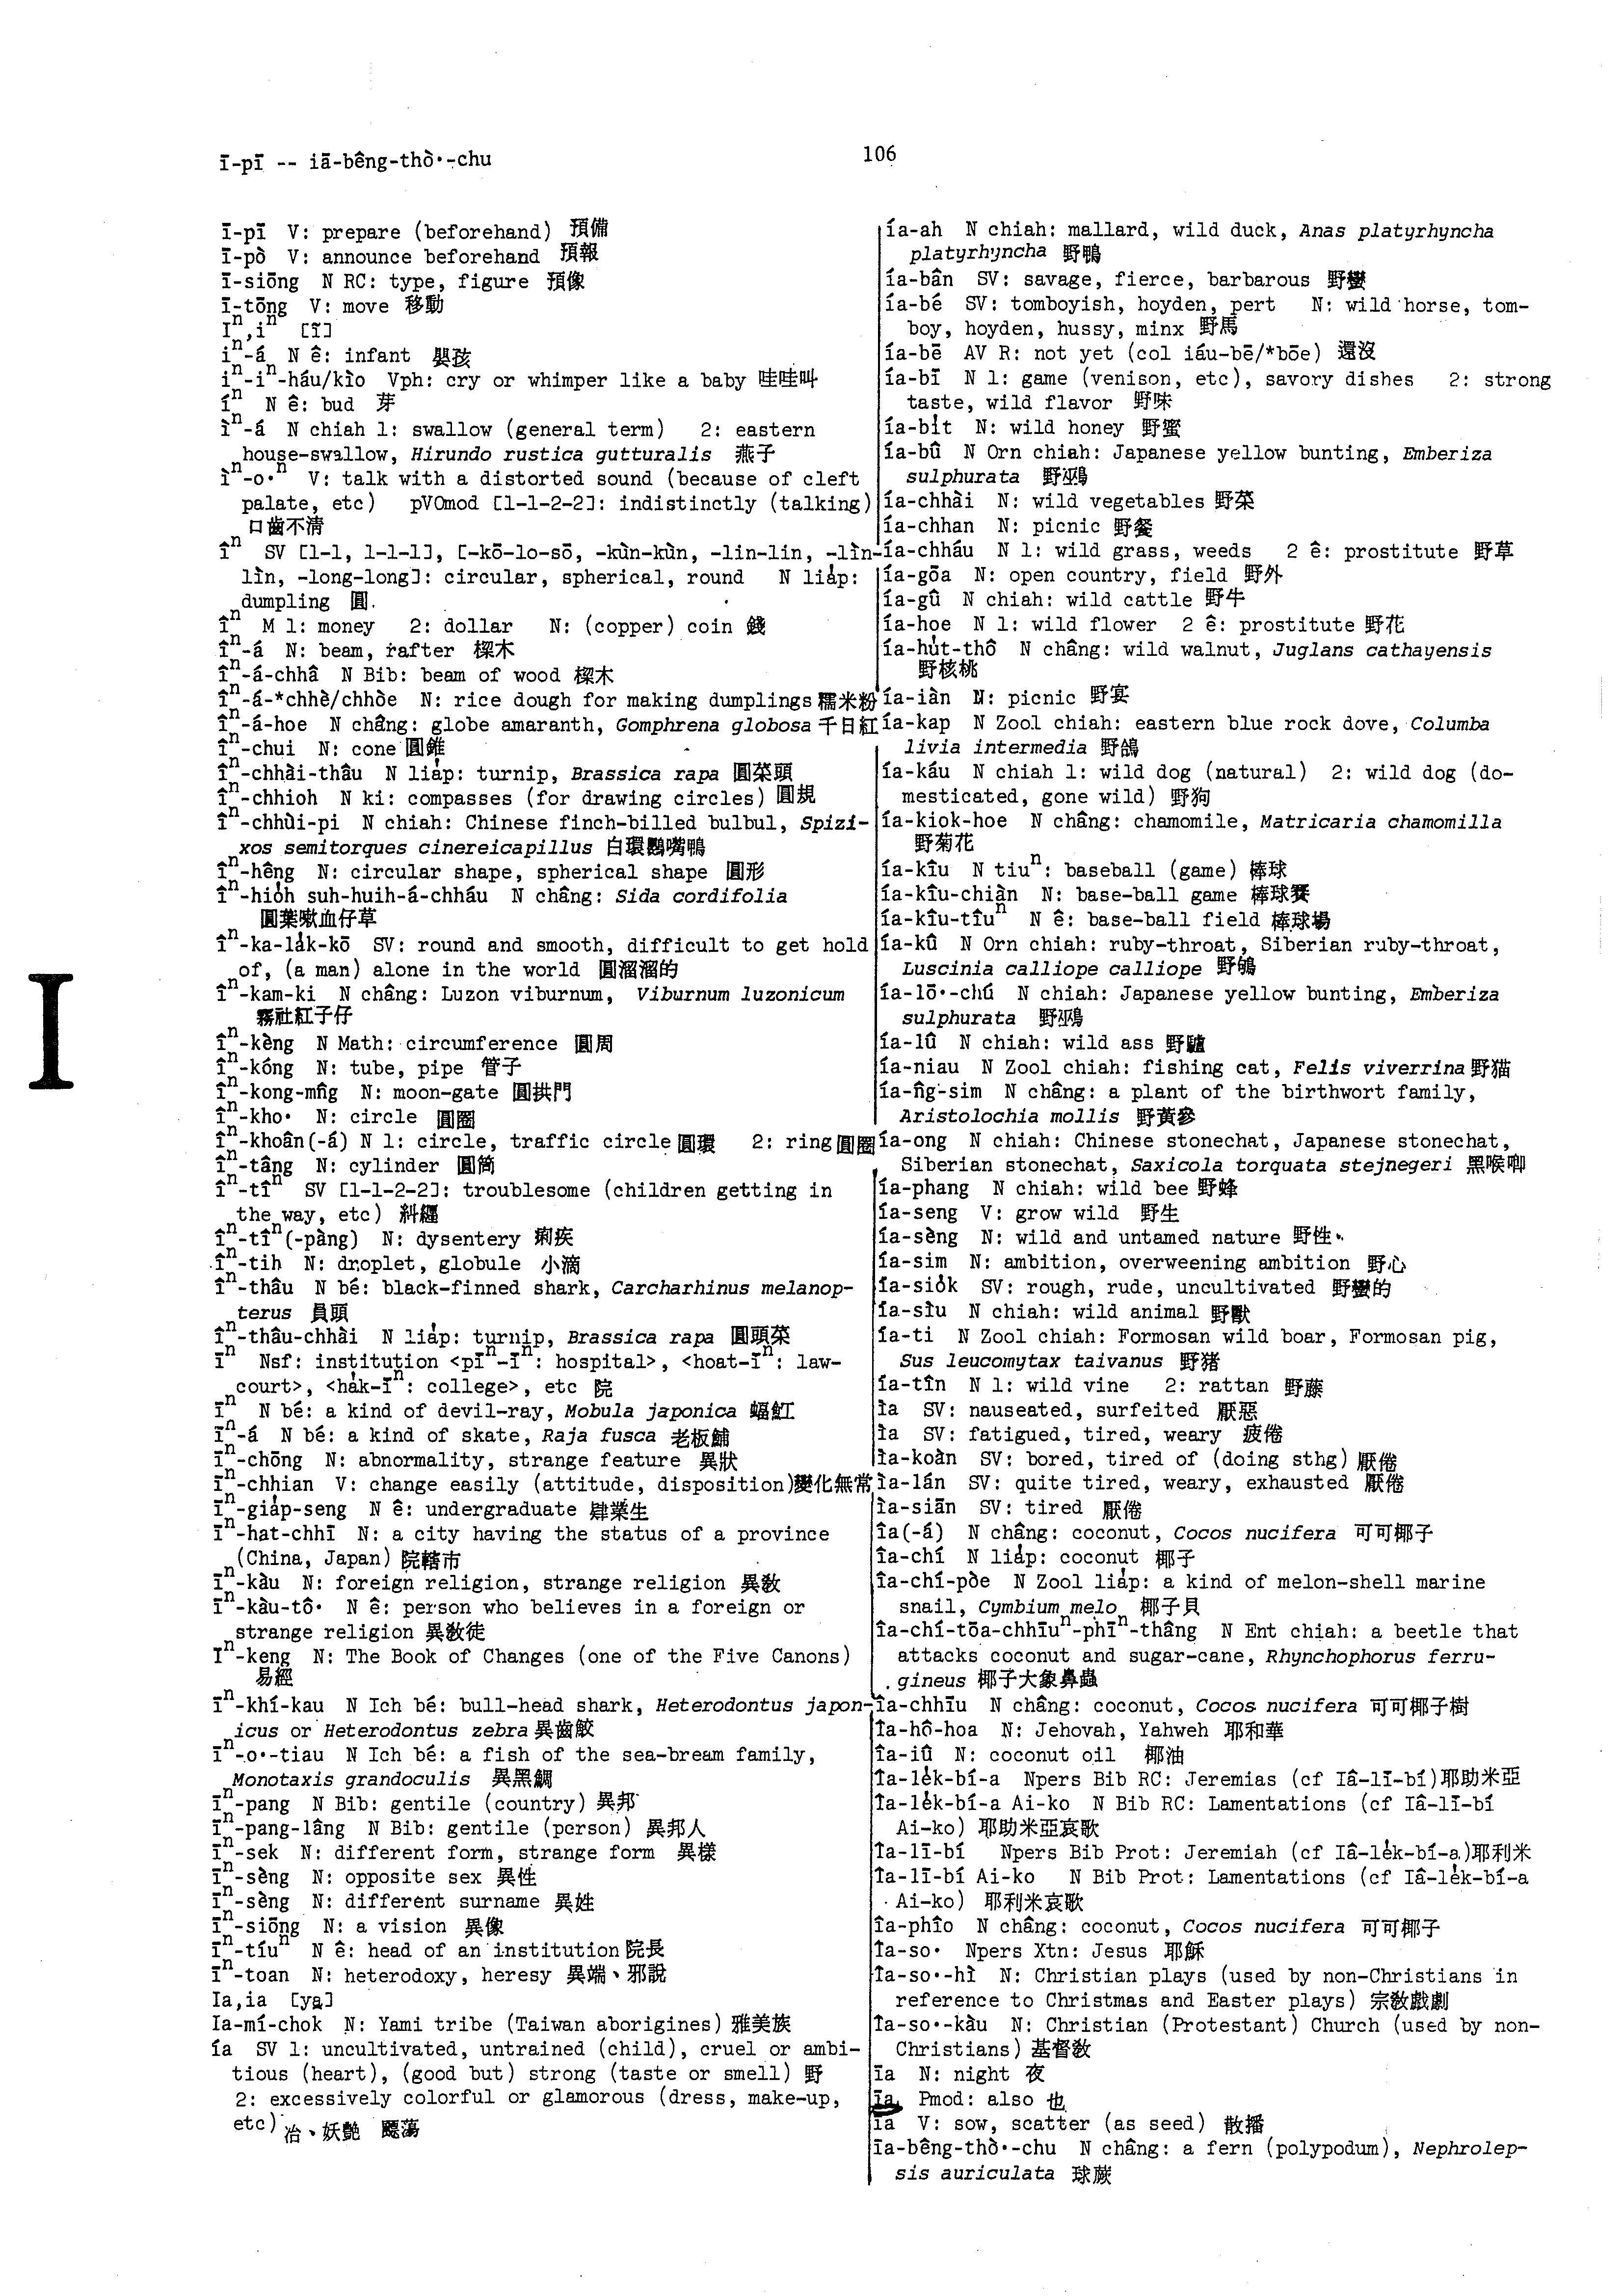 ī-pī -- iā-bêng-thò·-chu
106
ī-pī V: prepare (beforehand) 預備
ī-pò V: announce beforehand 預報
ī-siōng N RC: type, figure 預像
ī-tōng V: move 移動
Iⁿ,iⁿ [ĩ]
iⁿ-á N ê: infant 嬰孩
iⁿ-iⁿ-háu/kìo Vph: cry or whimper like a baby 哇哇叫
íⁿ N ê: bud 芽
ìⁿ-á N chiah 1: swallow (general term) 2: eastern
house-swallow, Hirundo rustica gutturalis 燕子
ìⁿ-o·ⁿ V: talk with a distorted sound (because of cleft
palate, etc) pVOmod [1-1-2-2]: indistinctly (talking)
口齒不清
îⁿ SV [1-1, 1-1-1], [-kō-lo-sō, -kùn-kùn, -lin-lin, -lìn-
lìn, -long-long]: circular, spherical, round N lia̍p:
dumpling 圓
îⁿ M 1: money 2: dollar N: (copper) coin 錢
îⁿ-á N: beam, rafter 樑木
îⁿ-á-chhâ N Bib: beam of wood 樑木
îⁿ-á-*chhè/chhòe N: rice dough for making dumplings 糯米粉
îⁿ-á-hoe N châng: globe amaranth, Gomphrena globosa 千日紅
îⁿ-chui N: cone 圓錐
îⁿ-chhài-thâu N lia̍p: turnip, Brassica rapa 圓菜頭
îⁿ-chhioh N ki: compasses (for drawing circles) 圓規
îⁿ-chhùi-pi N chiah: Chinese finch-billed bulbul, Spizi-
xos semitorques cinereicapillus 白環鸚嘴鴨
îⁿ-hêng N: circular shape, spherical shape 圓形
îⁿ-hio̍h suh-huih-á-chháu N châng: Sida cordifolia
圓葉嗽血仔草
îⁿ-ka-la̍k-kō SV: round and smooth, difficult to get hold
of, (a man) alone in the world 圓溜溜的
îⁿ-kam-ki N châng: Luzon viburnum, Viburnum luzonicum
霧社紅子仔
îⁿ-kèng N Math: circumference 圓周
îⁿ-kóng N: tube, pipe 管子
îⁿ-kong-mn̂g N: moon-gate 圓拱門
îⁿ-kho· N: circle 圓圈
îⁿ-khoân(-á) N 1: circle, traffic circle 圓環 2: ring 圓圈
îⁿ-tâng N: cylinder 圓筒
îⁿ-tîⁿ SV [1-1-2-2]: troublesome (children getting in
the way, etc) 糾纏
îⁿ-tîⁿ(-pàng) N: dysentery 痢疾
îⁿ-tih N: droplet, globule 小滴
îⁿ-thâu N bé: black-finned shark, Carcharhinus melanop-
terus 員頭
îⁿ-thâu-chhài N lia̍p: turnip, Brassica rapa 圓頭菜
īⁿ Nsf: institution <pīⁿ-īⁿ: hospital>, <hoat-īⁿ: law-
court>, <ha̍k-īⁿ: college>, etc 院
īⁿ N bé: a kind of devil-ray, Mobula japonica 蝠魟
īⁿ-á N bé: a kind of skate, Raja fusca 老板鯆
īⁿ-chōng N: abnormality, strange feature 異狀
īⁿ-chhian V: change easily (attitude, disposition) 變化無常
īⁿ-gia̍p-seng N ê: undergraduate 肄業生
īⁿ-hat-chhī N: a city having the status of a province
(China, Japan) 院轄市
īⁿ-kàu N: foreign religion, strange religion 異教
īⁿ-kàu-tô· N ê: person who believes in a foreign or
strange religion 異教徒
Iⁿ-keng N: The Book of Changes (one of the Five Canons)
易經
īⁿ-khí-kau N Ich bé: bull-head shark, Heterodontus japon-
icus or Heterodontus zebra 異齒鮫
īⁿ-o·-tiau N Ich bé: a fish of the sea-bream family,
Monotaxis grandoculis 異黑鯛
īⁿ-pang N Bib: gentile (country) 異邦
īⁿ-pang-lâng N Bib: gentile (person) 異邦人
īⁿ-sek N: different form, strange form 異樣
īⁿ-sèng N: opposite sex 異性
īⁿ-sèng N: different surname 異姓
īⁿ-siōng N: a vision 異像
īⁿ-tíuⁿ N ê: head of an institution 院長
īⁿ-toan N: heterodoxy, heresy 異端、邪說
Ia,ia [ya]
Ia-mí-chok N: Yami tribe (Taiwan aborigines) 雅美族
ía SV 1: uncultivated, untrained (child), cruel or ambi-
tious (heart), (good but) strong (taste or smell) 野
2: excessively colorful or glamorous (dress, make-up,
etc) 冶、妖艷 飃蕩
I
ía-ah N chiah: mallard, wild duck, Anas platyrhyncha
platyrhyncha 野鴨
ía-bân SV: savage, fierce, barbarous 野蠻
ía-bé SV: tomboyish, hoyden, pert N: wild horse, tom-
boy, hoyden, hussy, minx 野馬
ía-bē AV R: not yet (col iáu-bē/*bōe) 還沒
ía-bī N 1: game (venison, etc), savory dishes 2: strong
taste, wild flavor 野味
ía-bi̍t N: wild honey 野蜜
ía-bû N Orn chiah: Japanese yellow bunting, Emberiza
sulphurata 野鵐
ía-chhài N: wild vegetables 野菜
ía-chhan N: picnic 野餐
ía-chháu N 1: wild grass, weeds 2 ê: prostitute 野草
ía-gōa N: open country, field 野外
ía-gû N chiah: wild cattle 野牛
ía-hoe N 1: wild flower 2 ê: prostitute 野花
ía-hu̍t-thô N châng: wild walnut, Juglans cathayensis
野核桃
ía-iàn N: picnic 野宴
ía-kap N Zool chiah: eastern blue rock dove, Columba
livia intermedia 野鴿
ía-káu N chiah 1: wild dog (natural) 2: wild dog (do-
mesticated, gone wild) 野狗
ía-kiok-hoe N châng: chamomile, Matricaria chamomilla
野菊花
ía-kîu N tiuⁿ: baseball (game) 棒球
ía-kîu-chiàn N: base-ball game 棒球賽
ía-kîu-tîuⁿ N ê: base-ball field 棒球場
ía-kû N Orn chiah: ruby-throat, Siberian ruby-throat,
Luscinia calliope calliope 野鴝
ía-lō·-chú N chiah: Japanese yellow bunting, Emberiza
sulphurata 野鵐
ía-lû N chiah: wild ass 野驢
ía-niau N Zool chiah: fishing cat, Felis viverrina 野猫
ía-n̂g-sim N châng: a plant of the birthwort family,
Aristolochia mollis 野黃參
ía-ong N chiah: Chinese stonechat, Japanese stonechat,
Siberian stonechat, Saxicola torquata stejnegeri 黑喉䳭
ía-phang N chiah: wild bee 野蜂
ía-seng V: grow wild 野生
ía-sèng N: wild and untamed nature 野性
ía-sim N: ambition, overweening ambition 野心
ía-sio̍k SV: rough, rude, uncultivated 野蠻的
ía-sìu N chiah: wild animal 野獸
ía-ti N Zool chiah: Formosan wild boar, Formosan pig,
Sus leucomytax taivanus 野猪
ía-tîn N 1: wild vine 2: rattan 野藤
ìa SV: nauseated, surfeited 厭惡
ìa SV: fatigued, tired, weary 疲倦
ìa-koàn SV: bored, tired of (doing sthg) 厭倦
ìa-lán SV: quite tired, weary, exhausted 厭倦
ìa-siān SV: tired 厭倦
îa(-á) N châng: coconut, Cocos nucifera 可可椰子
îa-chí N lia̍p: coconut 椰子
îa-chí-pòe N Zool lia̍p: a kind of melon-shell marine
snail, Cymbium melo 椰子貝
îa-chí-tōa-chhīuⁿ-phīⁿ-thâng N Ent chiah: a beetle that
attacks coconut and sugar-cane, Rhynchophorus ferru-
gineus 椰子大象鼻蟲
îa-chhīu N châng: coconut, Cocos nucifera 可可椰子樹
Îa-hô-hoa N: Jehovah, Yahweh 耶和華
îa-iû N: coconut oil 椰油
Îa-le̍k-bí-a Npers Bib RC: Jeremias (cf Iâ-lī-bí) 耶助米亞
Îa-le̍k-bí-a Ai-ko N Bib RC: Lamentations (cf Iâ-lī-bí
Ai-ko) 耶助米亞哀歌
Îa-lī-bí Npers Bib Prot: Jeremiah (cf Iâ-le̍k-bí-a) 耶利米
Îa-lī-bí Ai-ko N Bib Prot: Lamentations (cf Iâ-le̍k-bí-a
Ai-ko) 耶利米哀歌
îa-phîo N châng: coconut, Cocos nucifera 可可椰子
Îa-so· Npers Xtn: Jesus 耶穌
Îa-so·-hì N: Christian plays (used by non-Christians in
reference to Christmas and Easter plays) 宗教戲劇
Îa-so·-kàu N: Christian (Protestant) Church (used by non-
Christians) 基督教
īa N: night 夜
īa Pmod: also 也
īa V: sow, scatter (as seed) 散播
īa-bêng-thò·-chu N châng: a fern (polypodum), Nephrolep-
sis auriculata 球蕨